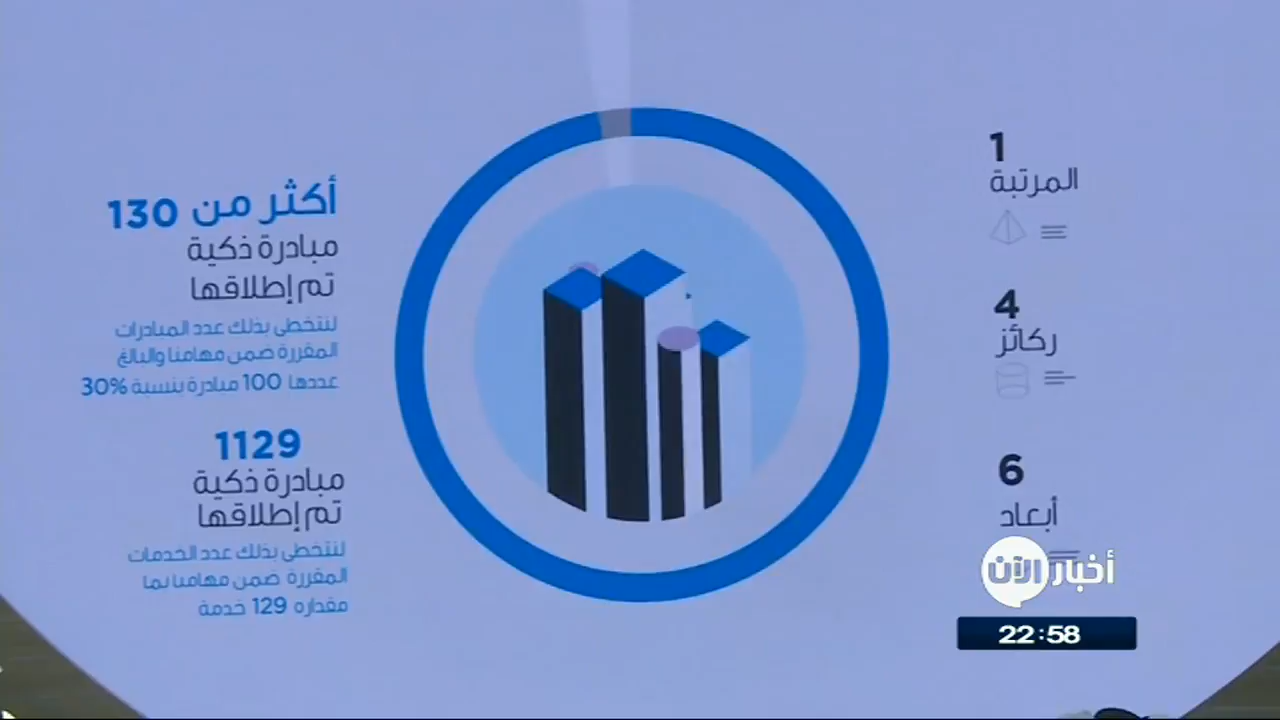 1
المرتبة
4
ركائز
6
أبعاد
أكثر من 130
مبادرة ذكية
تم إطلاقها
لنتخطى بذلك عدد المبادرات
المقررة ضمن مهامنا والبالغ
عددها 100 مبادرة بنسبة 30%
1129
مبادرة ذكية
تم إطلاقها
لنتخطى بذلك عدد الخدمات
المقررة ضمن مهامنا بما
مقداره 129 خدمة
أخبار الآن
22:58